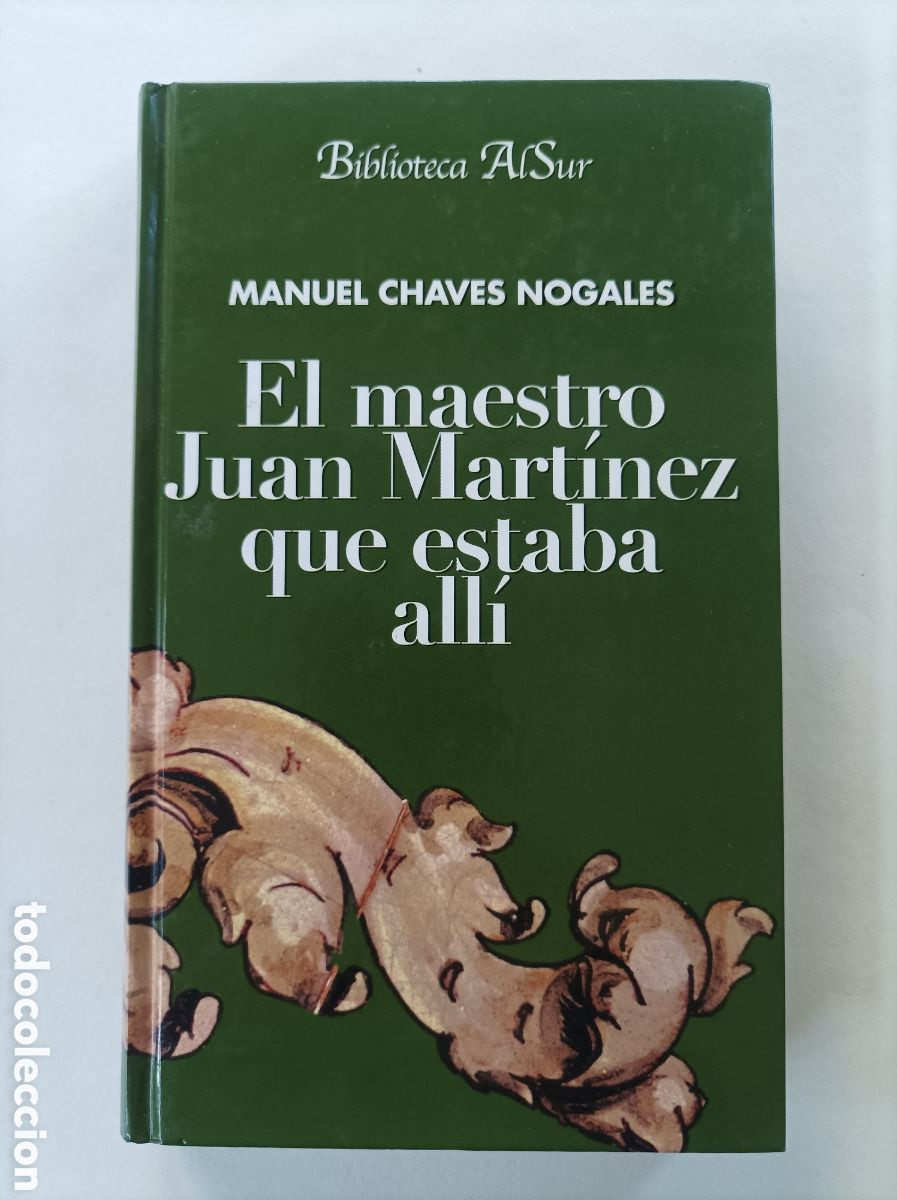 Biblioteca AlSur
MANUEL CHAVES NOGALES
El maestro
Juan Martínez
que estaba
allí
todocoleccion